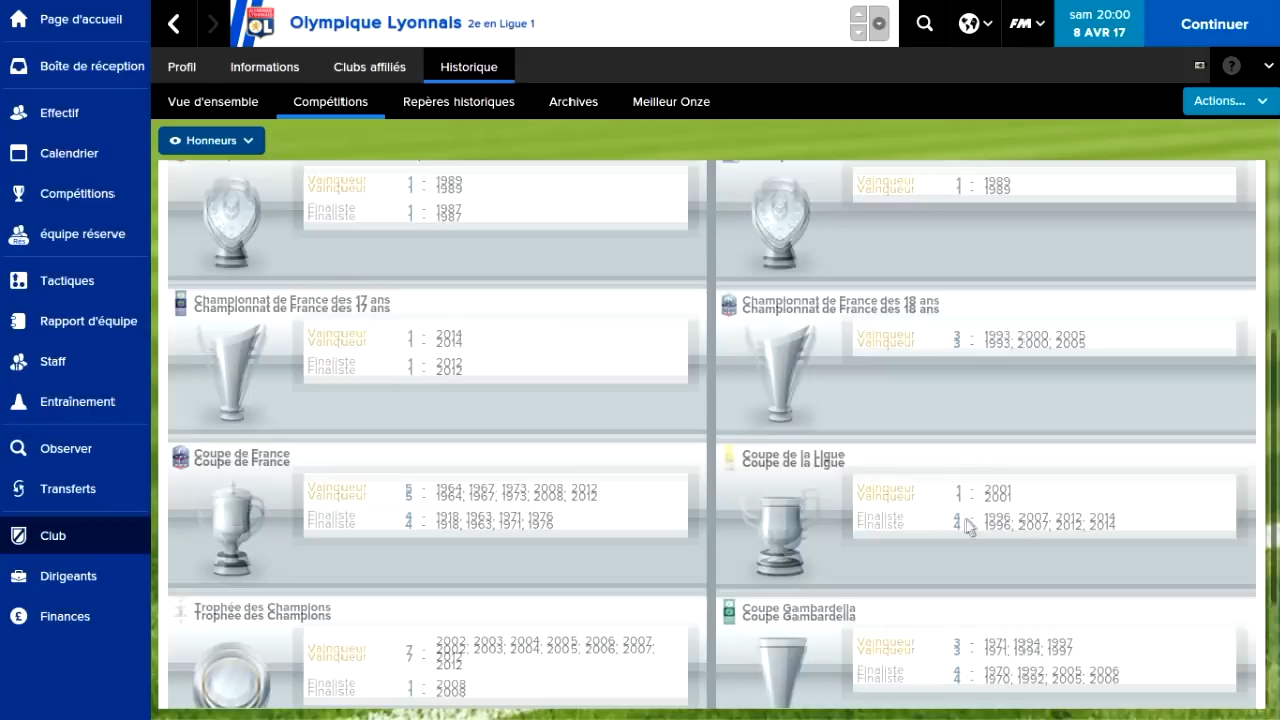 Page d'accueil
Olympique Lyonnais 2e en Ligue 1
FM
sam 20:00
8 AVR 17
Continuer
Boîte de réception
Profil Informations Clubs affiliés Historique
Vue d'ensemble Compétitions Repères historiques Archives Meilleur Onze
Actions...
Effectif
Honneurs
Calendrier
Compétitions
équipe réserve
Tactiques
Rapport d'équipe
Staff
Entraînement
Observer
Transferts
Club
Dirigeants
Finances
Vainqueur 1 - 1989
Finaliste 1 - 1987
Vainqueur 1 - 1989
Championnat de France des 17 ans
Vainqueur 1 - 2014
Finaliste 1 - 2012
Championnat de France des 18 ans
Vainqueur 3 - 1993, 2000, 2005
Coupe de France
Vainqueur 5 - 1964, 1967, 1973, 2008, 2012
Finaliste 4 - 1918, 1963, 1971, 1976
Coupe de la Ligue
Vainqueur 1 - 2001
Finaliste 4 - 1996, 2007, 2012, 2014
Trophée des Champions
Vainqueur 7 - 2002, 2003, 2004, 2005, 2006, 2007,
2012
Finaliste 1 - 2008
Coupe Gambardella
Vainqueur 3 - 1971, 1994, 1997
Finaliste 4 - 1970, 1992, 2005, 2006